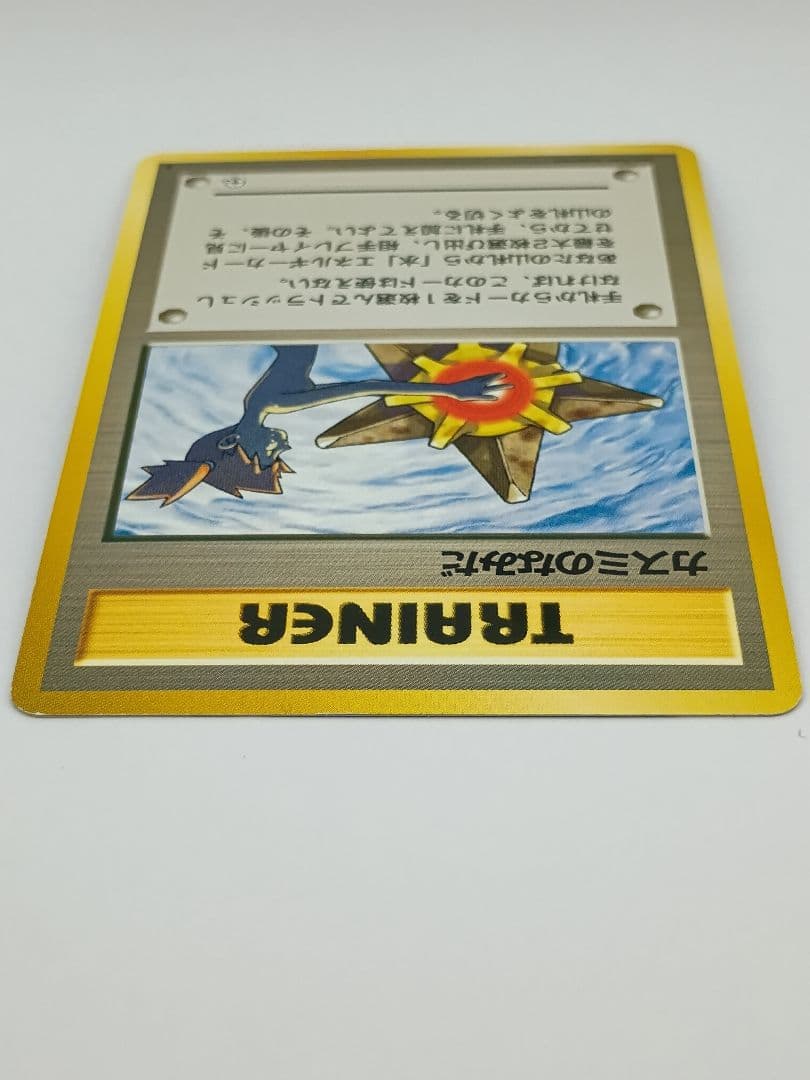 TRAINER
カスミのなみだ
手札からカードを1枚選んでトラッシュし
なければ、このカードは使えない。
あなたの山札から「水」エネルギーカード
を最大2枚選び出し、相手プレイヤーに見
せてから、手札に加えてよい。その後、そ
の山札をよく切る。